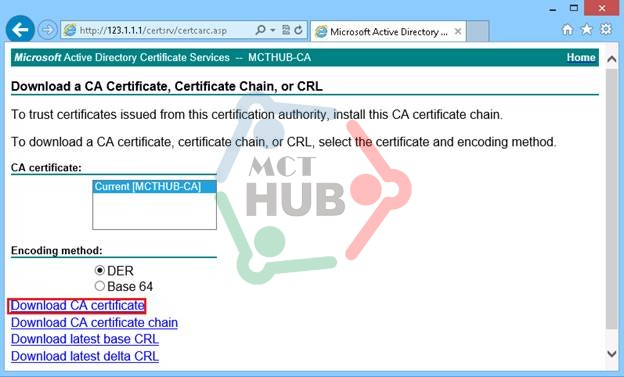 http://123.1.1.1/certsrv/certcarc.asp
Microsoft Active Directory ...
Microsoft Active Directory Certificate Services -- MCTHUB-CA
Home
Download a CA Certificate, Certificate Chain, or CRL
To trust certificates issued from this certification authority, install this CA certificate chain.
To download a CA certificate, certificate chain, or CRL, select the certificate and encoding method.
CA certificate:
Current [MCTHUB-CA]
MCT
HUB
Encoding method:
DER
Base 64
Download CA certificate
Download CA certificate chain
Download latest base CRL
Download latest delta CRL